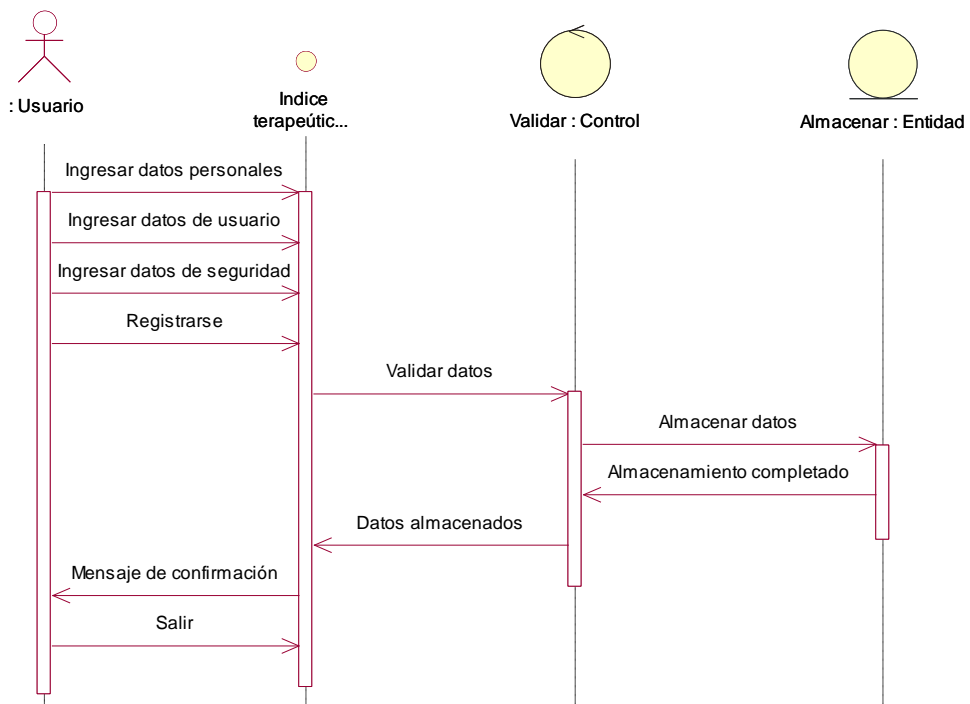 : Usuario
Indice
terapeútic...
Validar : Control
Almacenar : Entidad
Ingresar datos personales
Ingresar datos de usuario
Ingresar datos de seguridad
Registrarse
Validar datos
Almacenar datos
Almacenamiento completado
Datos almacenados
Mensaje de confirmación
Salir